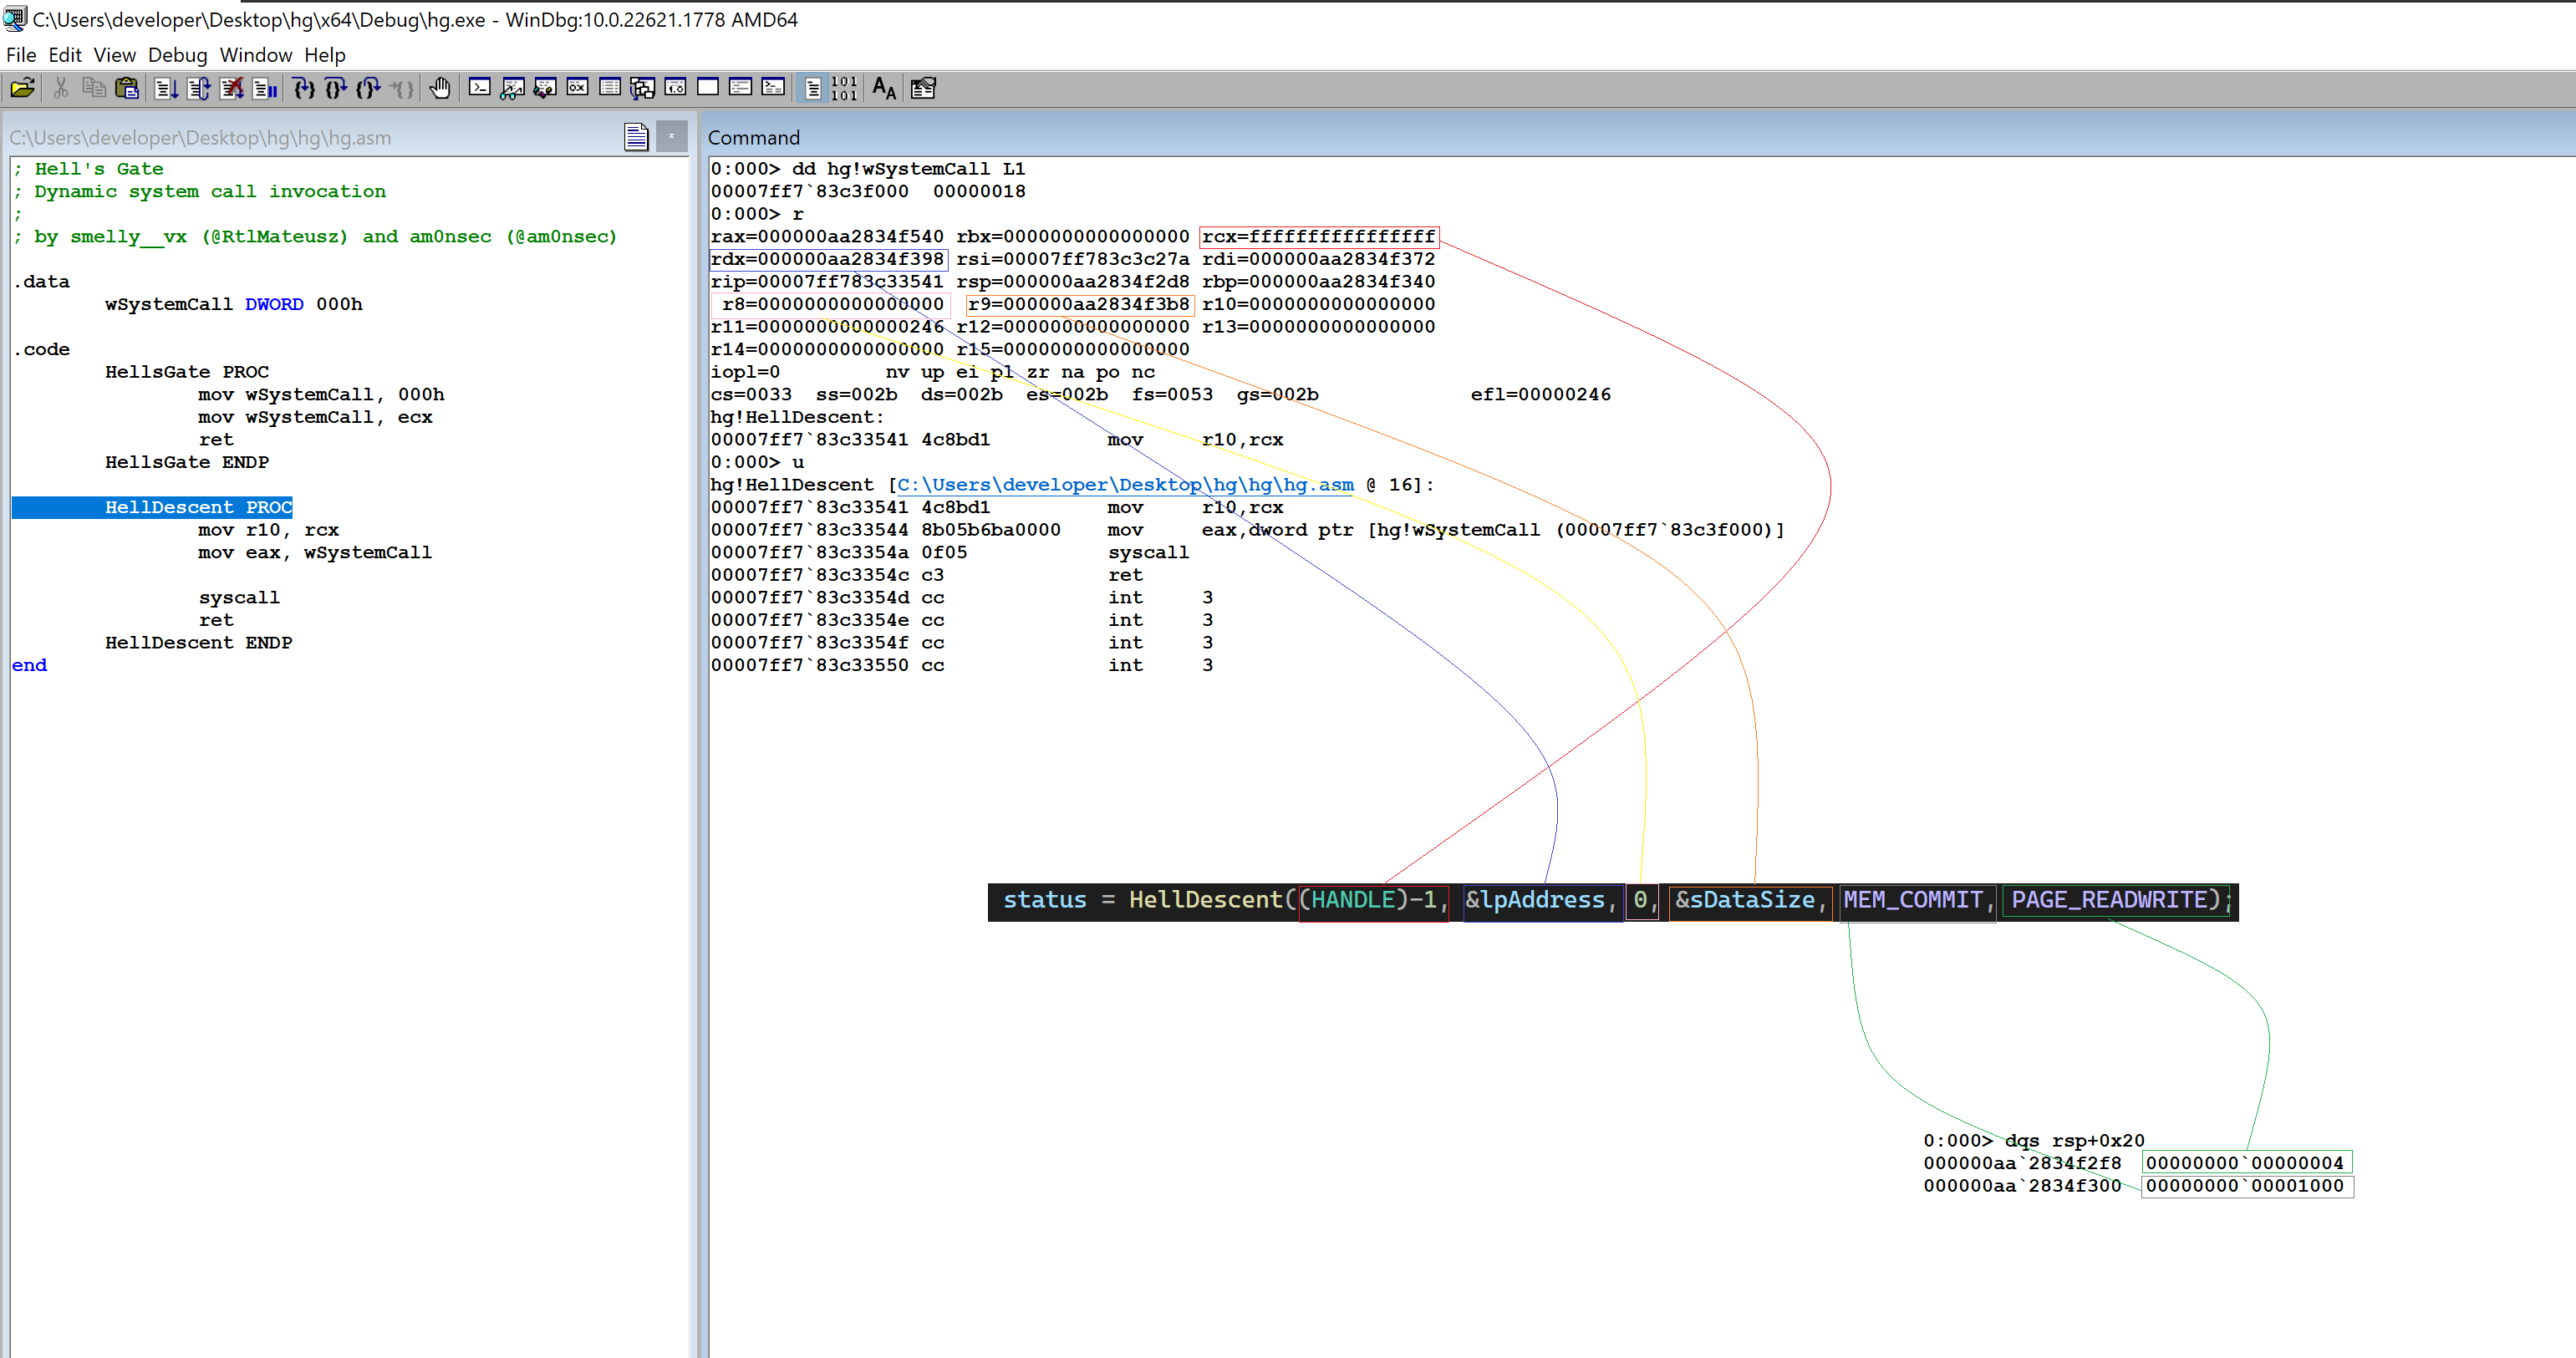 C:\Users\developer\Desktop\hg\x64\Debug\hg.exe - WinDbg:10.0.22621.1778 AMD64
File Edit View Debug Window Help
C:\Users\developer\Desktop\hg\hg\hg.asm
; Hell's Gate
; Dynamic system call invocation
;
; by smelly__vx (@RtlMateusz) and am0nsec (@am0nsec)
.data
wSystemCall DWORD 000h
.code
HellsGate PROC
mov wSystemCall, 000h
mov wSystemCall, ecx
ret
HellsGate ENDP
HellDescent PROC
mov r10, rcx
mov eax, wSystemCall
syscall
ret
HellDescent ENDP
end
Command
0:000> dd hg!wSystemCall L1
00007ff7`83c3f000  00000018
0:000> r
rax=000000aa2834f540 rbx=0000000000000000 rcx=ffffffffffffffff
rdx=000000aa2834f398 rsi=00007ff783c3c27a rdi=000000aa2834f372
rip=00007ff783c33541 rsp=000000aa2834f2d8 rbp=000000aa2834f340
r8=0000000000000000 r9=000000aa2834f3b8 r10=0000000000000000
r11=0000000000000246 r12=0000000000000000 r13=0000000000000000
r14=0000000000000000 r15=0000000000000000
iopl=0         nv up ei pl zr na po nc
cs=0033  ss=002b  ds=002b  es=002b  fs=0053  gs=002b             efl=00000246
hg!HellDescent:
00007ff7`83c33541 4c8bd1          mov     r10,rcx
0:000> u
hg!HellDescent [C:\Users\developer\Desktop\hg\hg\hg.asm @ 16]:
00007ff7`83c33541 4c8bd1          mov     r10,rcx
00007ff7`83c33544 8b05b6ba0000    mov     eax,dword ptr [hg!wSystemCall (00007ff7`83c3f000)]
00007ff7`83c3354a 0f05            syscall
00007ff7`83c3354c c3              ret
00007ff7`83c3354d cc              int     3
00007ff7`83c3354e cc              int     3
00007ff7`83c3354f cc              int     3
00007ff7`83c33550 cc              int     3
status = HellDescent((HANDLE)-1, &lpAddress, 0, &sDataSize, MEM_COMMIT, PAGE_READWRITE);
0:000> dqs rsp+0x20
000000aa`2834f2f8  00000000`00000004
000000aa`2834f300  00000000`00001000